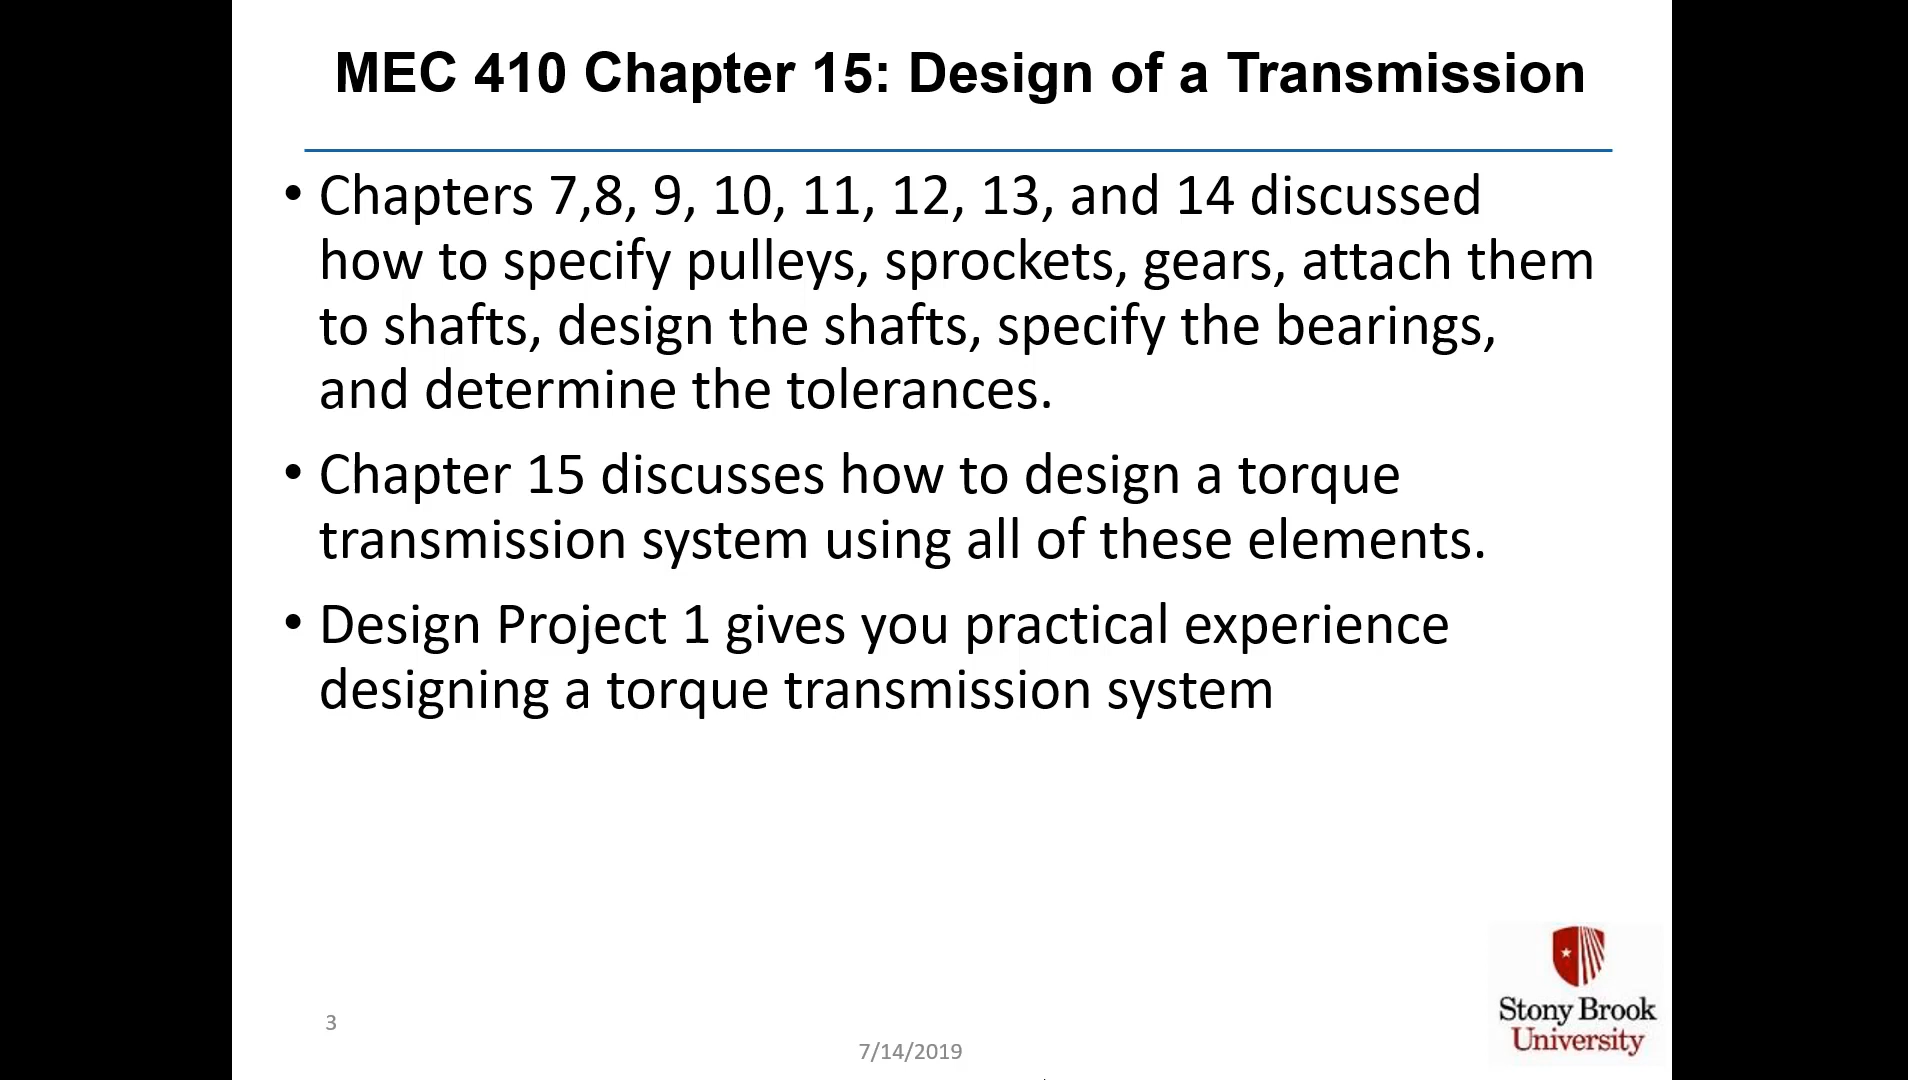 MEC 410 Chapter 15: Design of a Transmission
• Chapters 7,8, 9, 10, 11, 12, 13, and 14 discussed
how to specify pulleys, sprockets, gears, attach them
to shafts, design the shafts, specify the bearings,
and determine the tolerances.
• Chapter 15 discusses how to design a torque
transmission system using all of these elements.
• Design Project 1 gives you practical experience
designing a torque transmission system
3
7/14/2019
Stony Brook
University